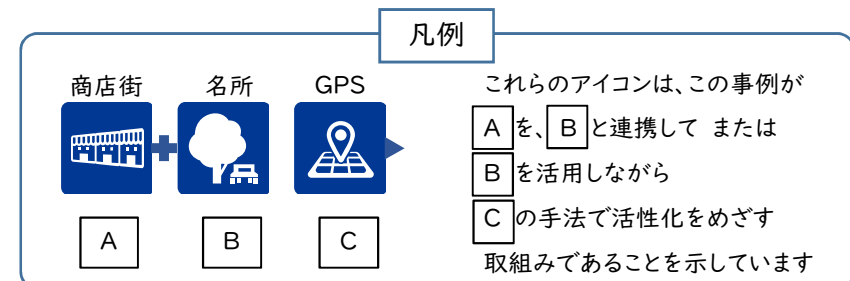 凡例
商店街 名所 GPS
A B C
これらのアイコンは、この事例が
A を、 B と連携して または
B を活用しながら
C の手法で活性化をめざす
取組みであることを示しています